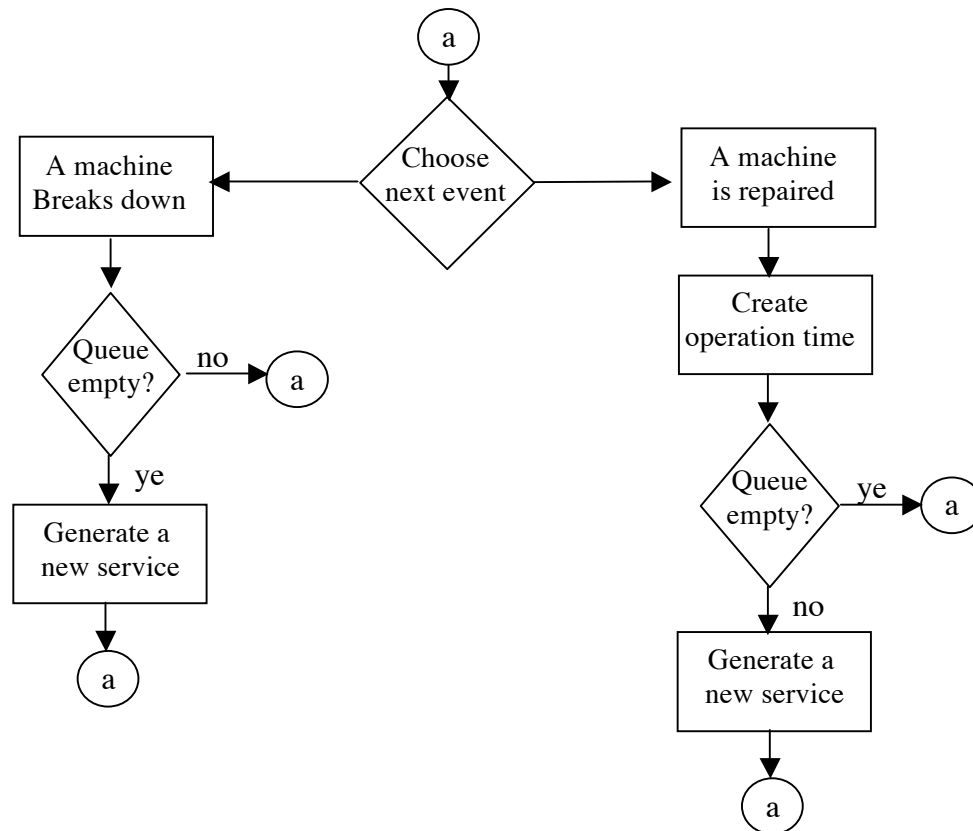 a
Choose
next event
A machine
Breaks down
A machine
is repaired
Queue
empty?
no
a
ye
Generate a
new service
a
Create
operation time
Queue
empty?
ye
a
no
Generate a
new service
a